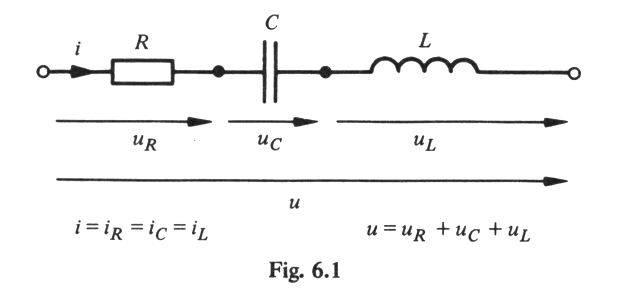 i R C L
u_R u_C u_L
u
i = i_R = i_C = i_L u = u_R + u_C + u_L
Fig. 6.1